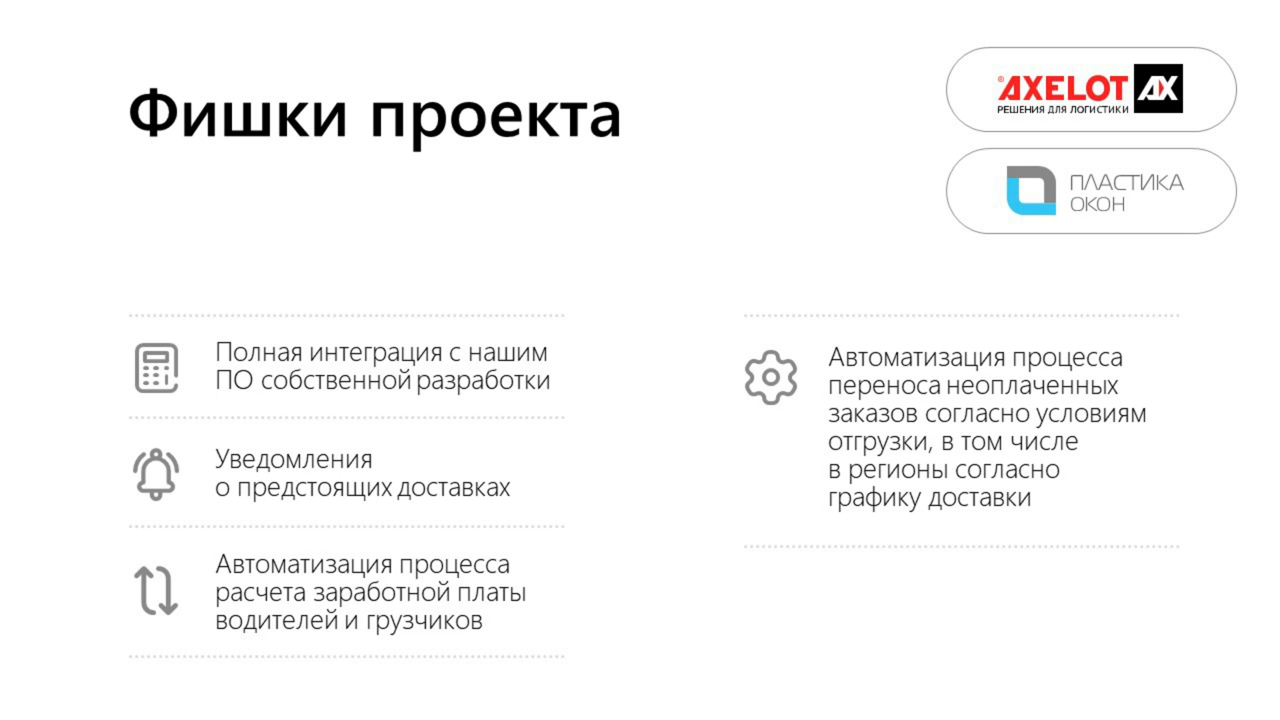 Фишки проекта
AXELOT AX
РЕШЕНИЯ ДЛЯ ЛОГИСТИКИ
ПЛАСТИКА
ОКОН
Полная интеграция с нашим
ПО собственной разработки
Уведомления
о предстоящих доставках
Автоматизация процесса
расчета заработной платы
водителей и грузчиков
Автоматизация процесса
переноса неоплаченных
заказов согласно условиям
отгрузки, в том числе
в регионы согласно
графику доставки